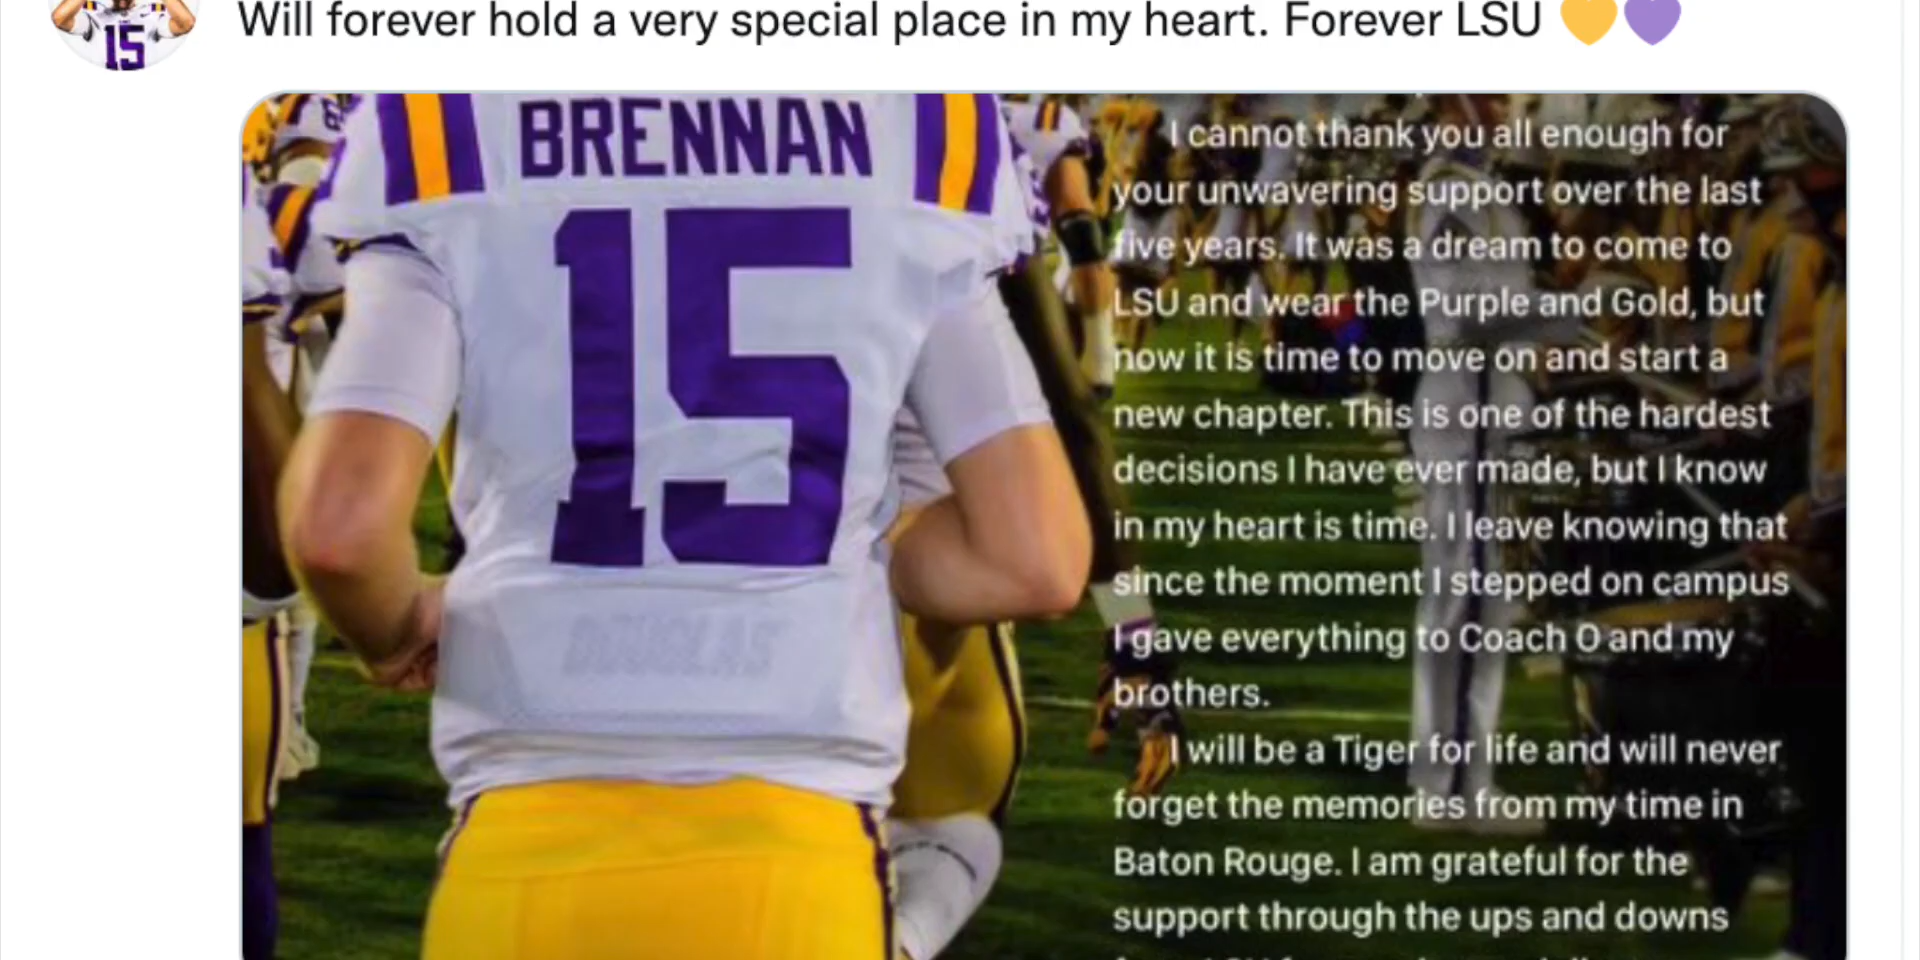 15
Will forever hold a very special place in my heart. Forever LSU 💛💜
BRENNAN
15
DOUGLAS
I cannot thank you all enough for
your unwavering support over the last
five years. It was a dream to come to
LSU and wear the Purple and Gold, but
now it is time to move on and start a
new chapter. This is one of the hardest
decisions I have ever made, but I know
in my heart is time. I leave knowing that
since the moment I stepped on campus
I gave everything to Coach O and my
brothers.
I will be a Tiger for life and will never
forget the memories from my time in
Baton Rouge. I am grateful for the
support through the ups and downs